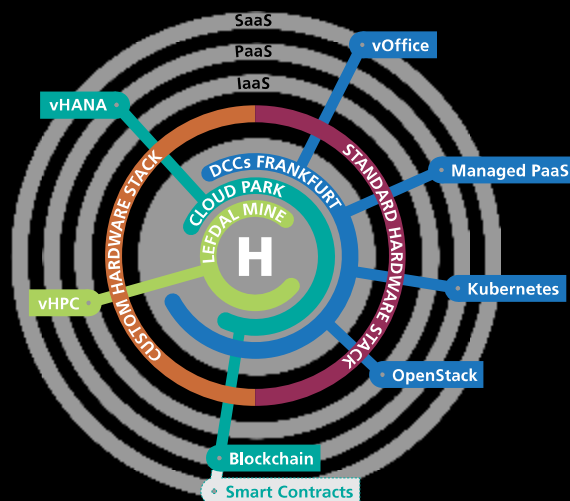 SaaS
PaaS
IaaS
vOffice
vHANA
Managed PaaS
CUSTOM HARDWARE STACK
STANDARD HARDWARE STACK
DCCs FRANKFURT
CLOUD PARK
LEFDAL MINE
H
Kubernetes
vHPC
OpenStack
Blockchain
Smart Contracts